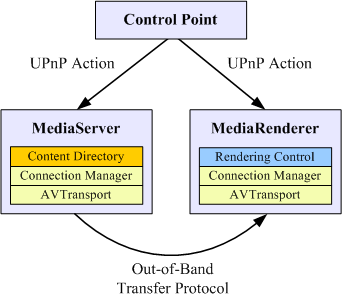 Control Point
UPnP Action
UPnP Action
MediaServer
Content Directory
Connection Manager
AVTransport
MediaRenderer
Rendering Control
Connection Manager
AVTransport
Out-of-Band
Transfer Protocol